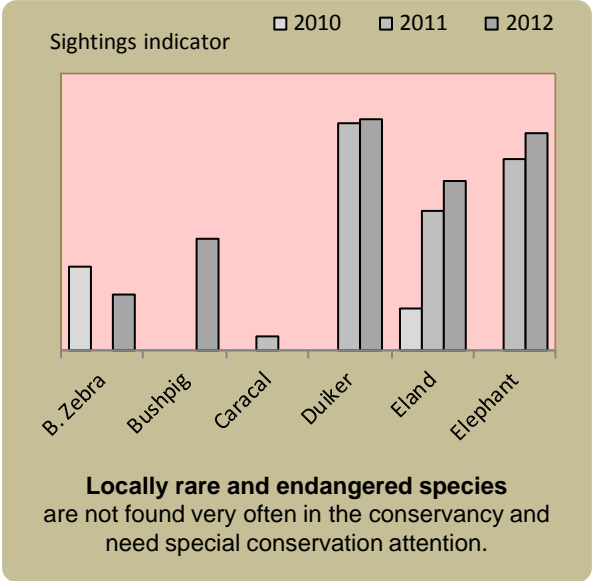 2010 2011 2012
Sightings indicator
B. Zebra Bushpig Caracal Duiker Eland Elephant
Locally rare and endangered species
are not found very often in the conservancy and
need special conservation attention.